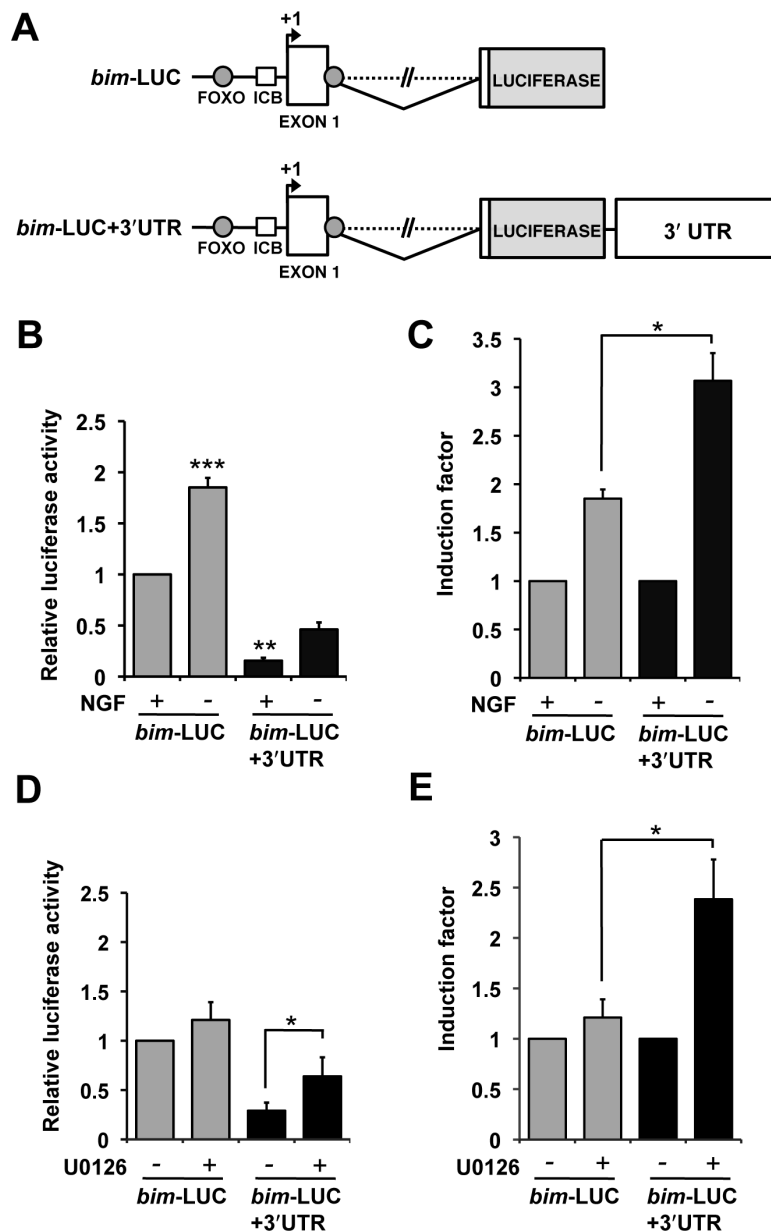 A
+1
bim-LUC
FOXO ICB
EXON 1
LUCIFERASE
+1
bim-LUC+3′UTR
FOXO ICB
EXON 1
LUCIFERASE
3′ UTR
B
Relative luciferase activity
2.5
2
1.5
1
0.5
0
***
**
NGF + - + -
bim-LUC bim-LUC
+3′UTR
C
Induction factor
3.5
3
2.5
2
1.5
1
0.5
0
*
NGF + - + -
bim-LUC bim-LUC
+3′UTR
D
Relative luciferase activity
2.5
2
1.5
1
0.5
0
*
U0126 - + - +
bim-LUC bim-LUC
+3′UTR
E
Induction factor
3
2.5
2
1.5
1
0.5
0
*
U0126 - + - +
bim-LUC bim-LUC
+3′UTR